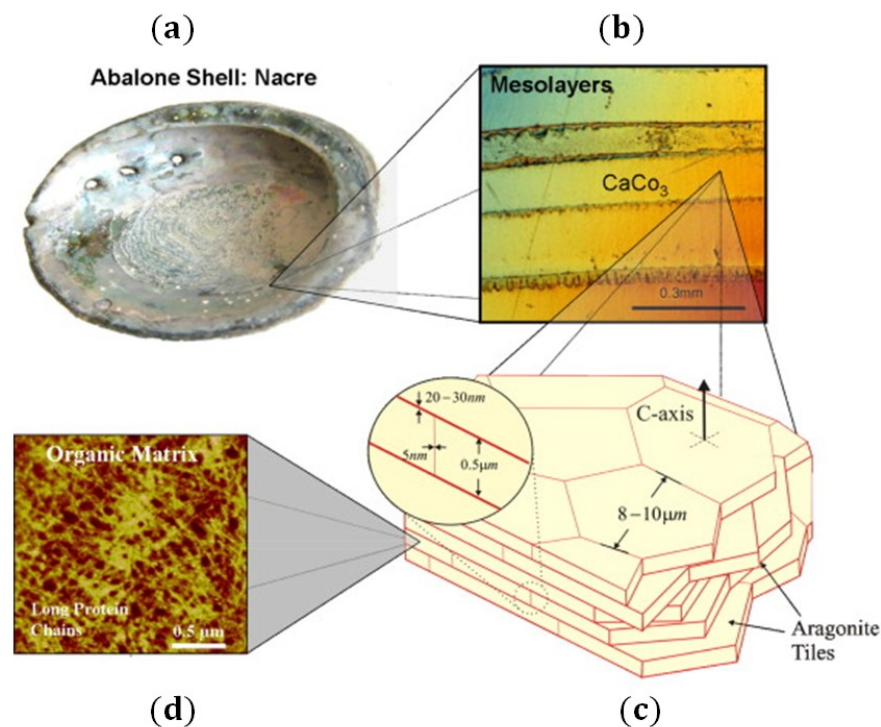 (a)
(b)
Abalone Shell: Nacre
Mesolayers
CaCo₃
0.3mm
20 – 30nm
5nm
0.5μm
C-axis
8 – 10μm
Aragonite
Tiles
Organic Matrix
Long Protein
Chains
0.5 μm
(d)
(c)